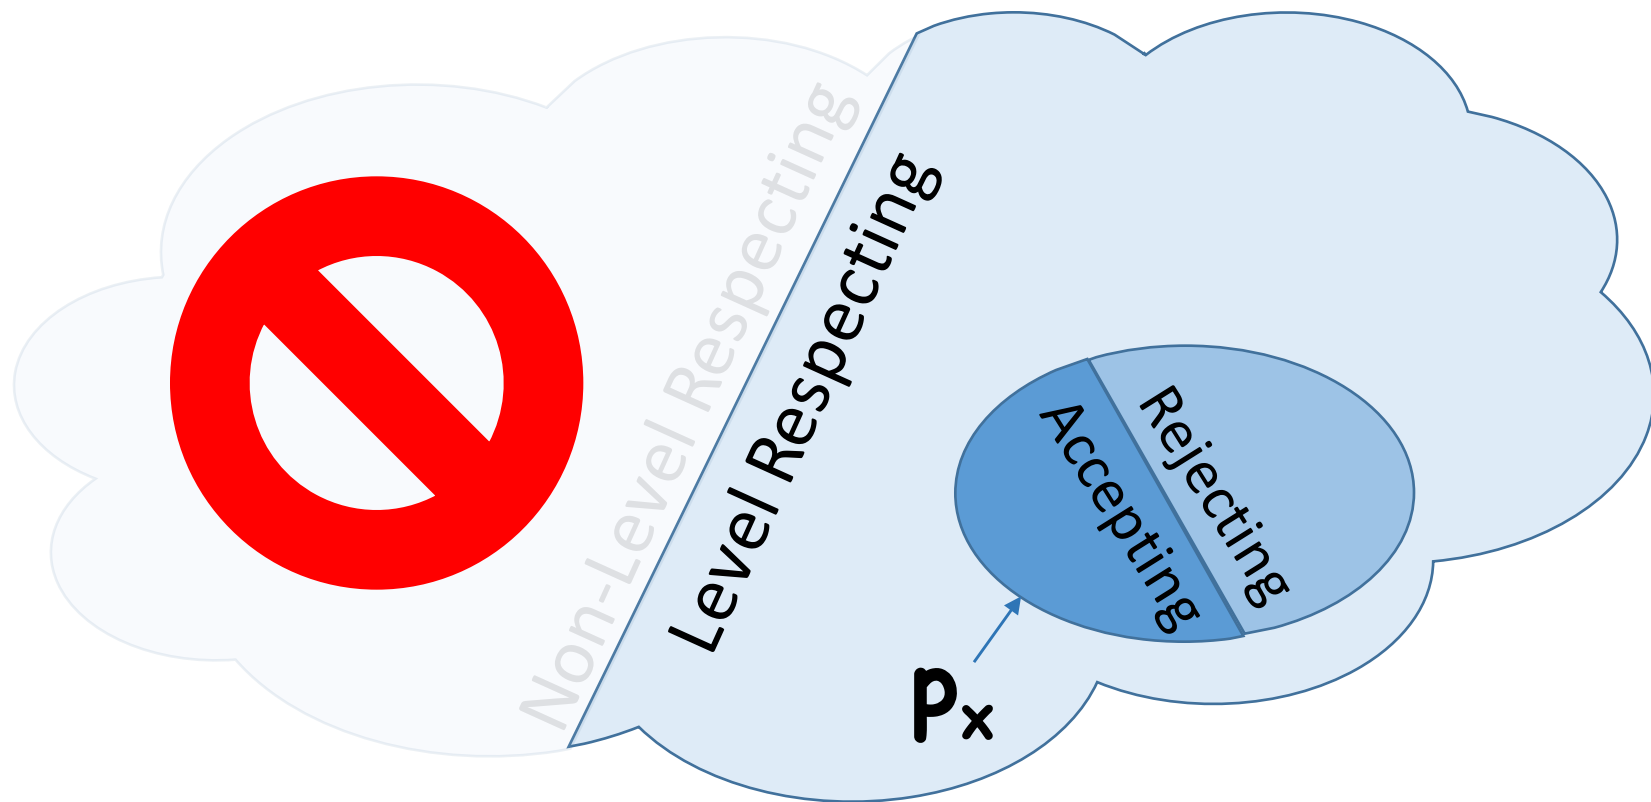 Non-Level Respecting
Level Respecting
Accepting
Rejecting
px